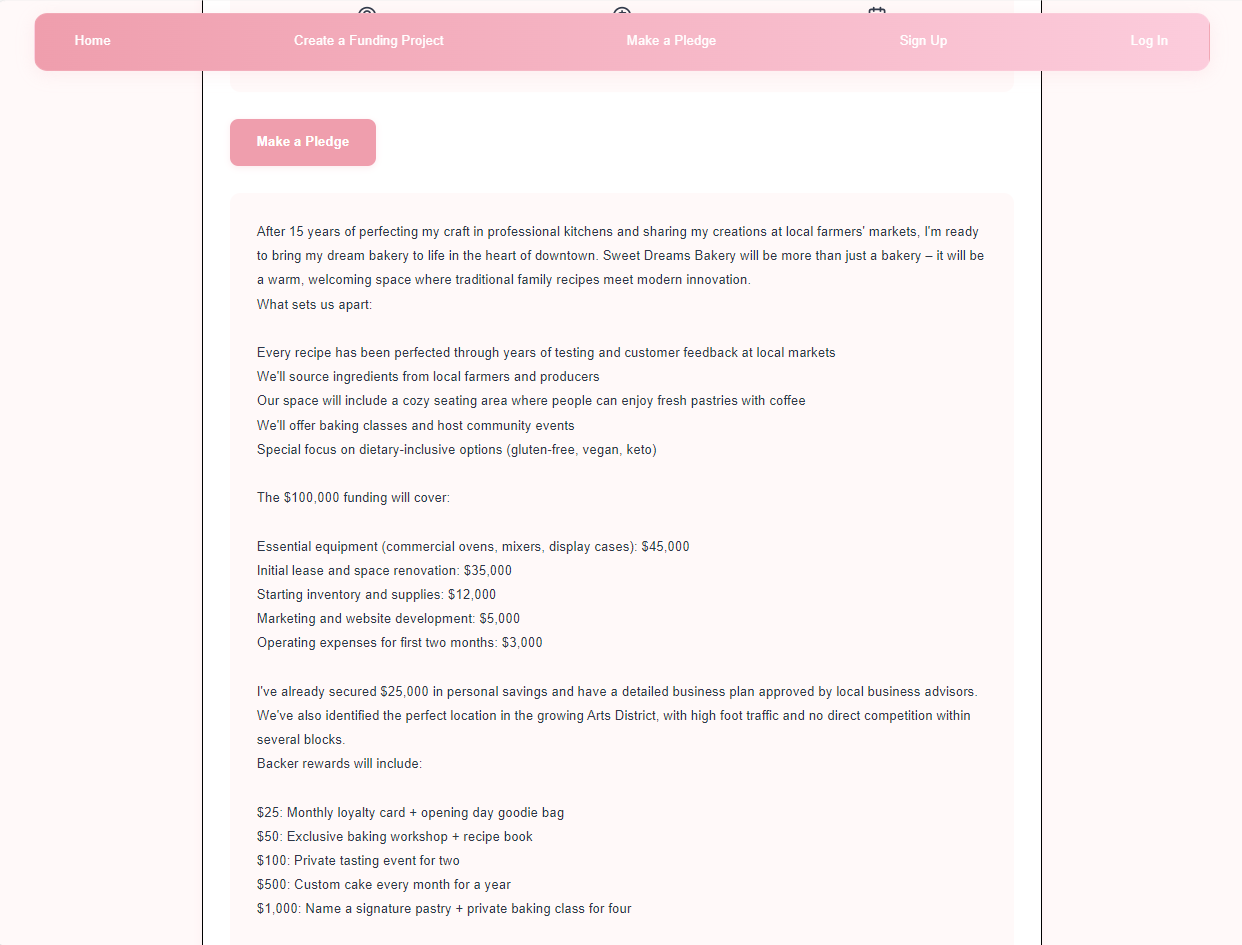 Home
Create a Funding Project
Make a Pledge
Sign Up
Log In
Make a Pledge
After 15 years of perfecting my craft in professional kitchens and sharing my creations at local farmers' markets, I'm ready
to bring my dream bakery to life in the heart of downtown. Sweet Dreams Bakery will be more than just a bakery – it will be
a warm, welcoming space where traditional family recipes meet modern innovation.
What sets us apart:
Every recipe has been perfected through years of testing and customer feedback at local markets
We'll source ingredients from local farmers and producers
Our space will include a cozy seating area where people can enjoy fresh pastries with coffee
We'll offer baking classes and host community events
Special focus on dietary-inclusive options (gluten-free, vegan, keto)
The $100,000 funding will cover:
Essential equipment (commercial ovens, mixers, display cases): $45,000
Initial lease and space renovation: $35,000
Starting inventory and supplies: $12,000
Marketing and website development: $5,000
Operating expenses for first two months: $3,000
I've already secured $25,000 in personal savings and have a detailed business plan approved by local business advisors.
We've also identified the perfect location in the growing Arts District, with high foot traffic and no direct competition within
several blocks.
Backer rewards will include:
$25: Monthly loyalty card + opening day goodie bag
$50: Exclusive baking workshop + recipe book
$100: Private tasting event for two
$500: Custom cake every month for a year
$1,000: Name a signature pastry + private baking class for four